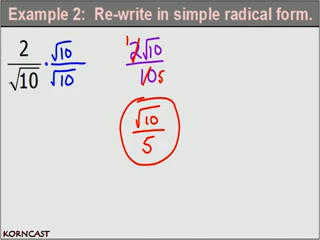 Example 2: Re-write in simple radical form.
2/√10 · √10/√10
1 2√10/10 5
√10/5
KORNCAST